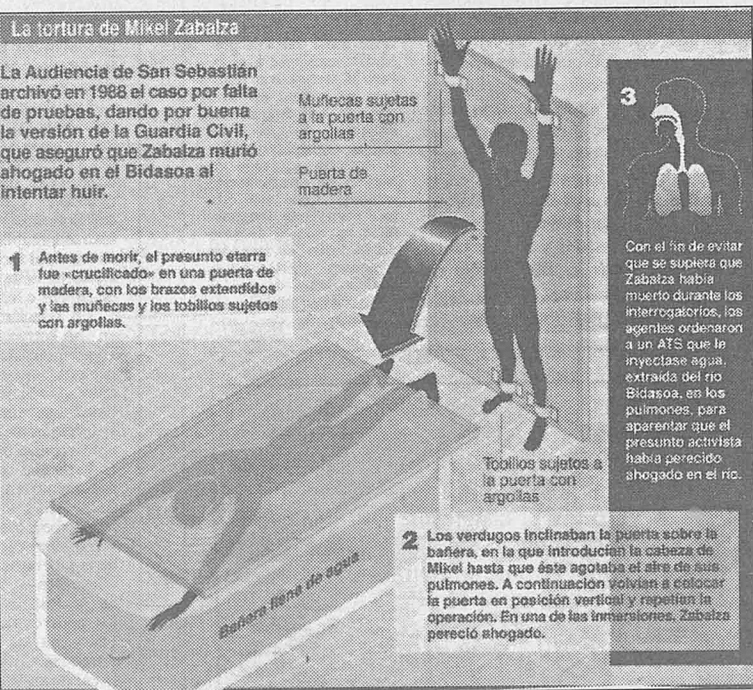 La tortura de Mikel Zabalza
La Audiencia de San Sebastián
archivó en 1988 el caso por falta
de pruebas, dando por buena
la versión de la Guardia Civil,
que aseguró que Zabalza murió
ahogado en el Bidasoa al
intentar huir.
Muñecas sujetas
a la puerta con
argollas
Puerta de
madera
1 Antes de morir, el presunto etarra
fue «crucificado» en una puerta de
madera, con los brazos extendidos
y las muñecas y los tobillos sujetos
con argollas.
Tobillos sujetos a
la puerta con
argollas
Bañera llena de agua
2 Los verdugos inclinaban la puerta sobre la
bañera, en la que introducían la cabeza de
Mikel hasta que éste agotaba el aire de sus
pulmones. A continuación volvían a colocar
la puerta en posición vertical y repetían la
operación. En una de las inmersiones, Zabalza
pereció ahogado.
3
Con el fin de evitar
que se supiera que
Zabalza había
muerto durante los
interrogatorios, los
agentes ordenaron
a un ATS que le
inyectase agua,
extraída del río
Bidasoa, en los
pulmones, para
aparentar que el
presunto activista
había perecido
ahogado en el río.